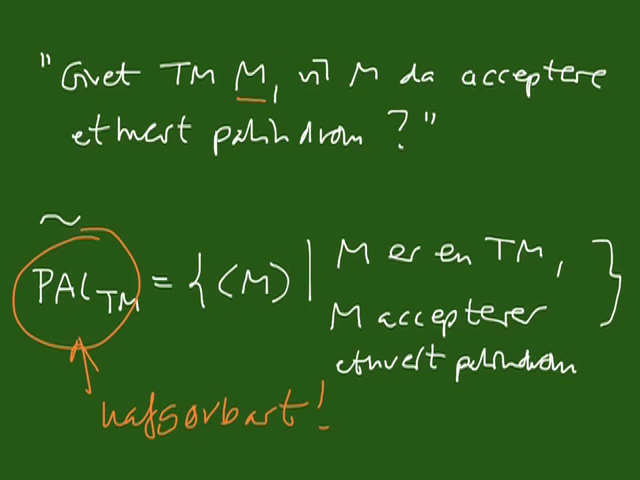 "Givet TM M, vil M da acceptere
ethvert palindrom ?"
~
PAL_TM = { ⟨M⟩ | M er en TM, }
M accepterer
ethvert palindrom
uafgørbart!